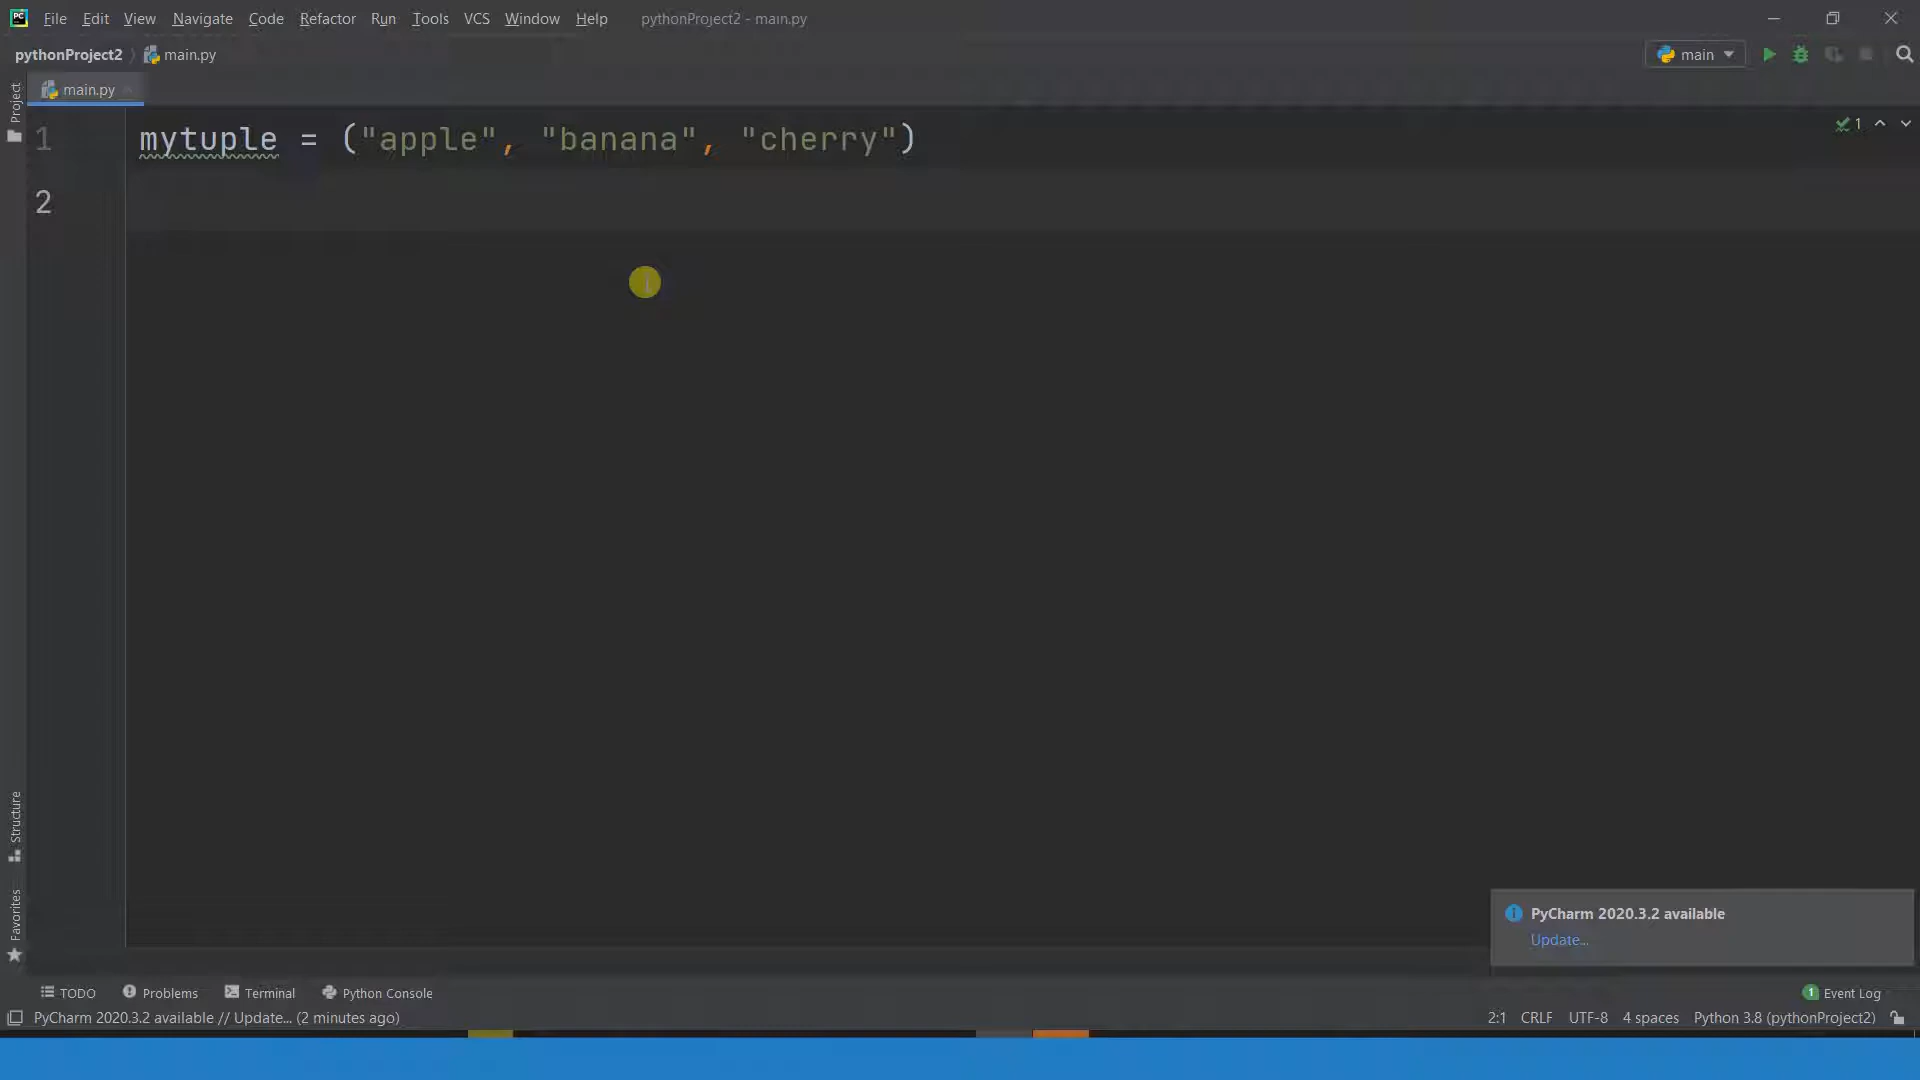 PC File Edit View Navigate Code Refactor Run Tools VCS Window Help pythonProject2 - main.py
pythonProject2 main.py main
Project
main.py
1 mytuple = ("apple", "banana", "cherry")
1
2
Structure
Favorites
PyCharm 2020.3.2 available
Update...
TODO Problems Terminal Python Console 1 Event Log
PyCharm 2020.3.2 available // Update... (2 minutes ago) 2:1 CRLF UTF-8 4 spaces Python 3.8 (pythonProject2)